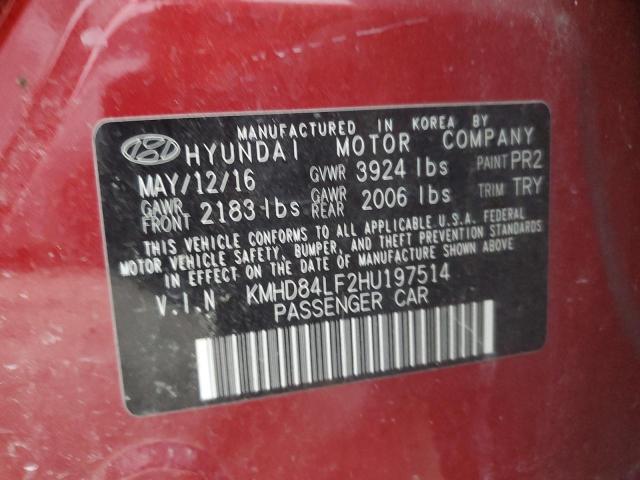 MANUFACTURED IN KOREA BY
HYUNDAI MOTOR COMPANY
MAY/12/16 GVWR 3924 lbs PAINT PR2
GAWR FRONT 2183 lbs GAWR REAR 2006 lbs TRIM TRY
THIS VEHICLE CONFORMS TO ALL APPLICABLE U.S.A. FEDERAL
MOTOR VEHICLE SAFETY, BUMPER, AND THEFT PREVENTION STANDARDS
IN EFFECT ON THE DATE OF MANUFACTURE SHOWN ABOVE.
V.I.N KMHD84LF2HU197514
PASSENGER CAR